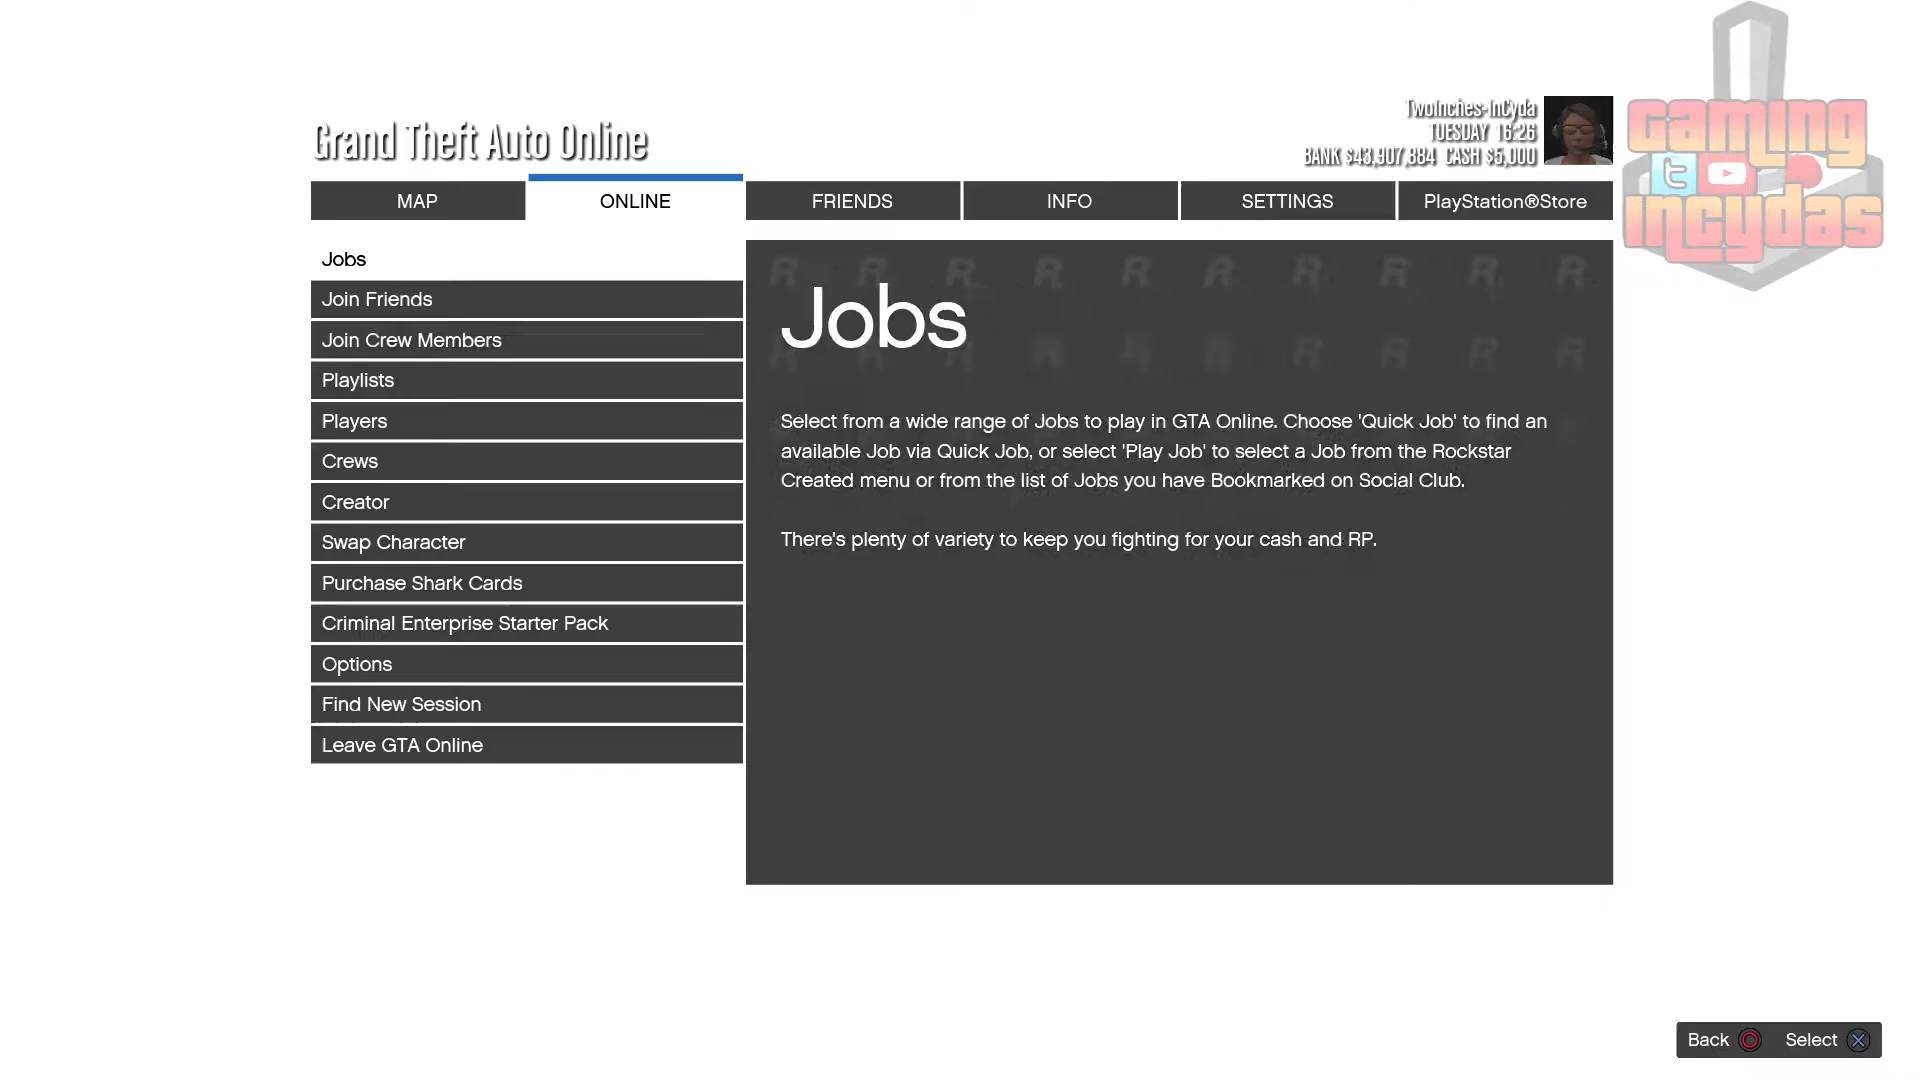 TwoInches-InCyda
Grand Theft Auto Online
TUESDAY 16:26
BANK $43,907,884 CASH $5,000
gaming
incydas
MAP
ONLINE
FRIENDS
INFO
SETTINGS
PlayStation®Store
Jobs
Join Friends
Join Crew Members
Playlists
Players
Crews
Creator
Swap Character
Purchase Shark Cards
Criminal Enterprise Starter Pack
Options
Find New Session
Leave GTA Online
Jobs
Select from a wide range of Jobs to play in GTA Online. Choose 'Quick Job' to find an
available Job via Quick Job, or select 'Play Job' to select a Job from the Rockstar
Created menu or from the list of Jobs you have Bookmarked on Social Club.
There's plenty of variety to keep you fighting for your cash and RP.
Back Select